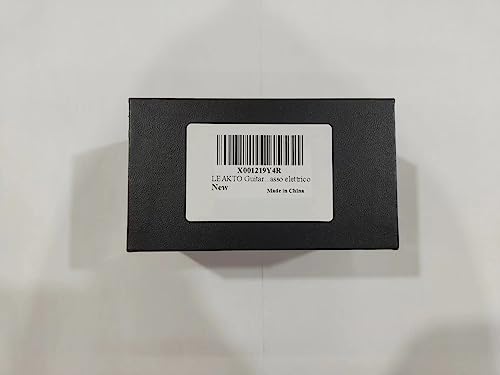 X001219Y4R
LEAKTO Guitar...asso elettrico
New
Made in China